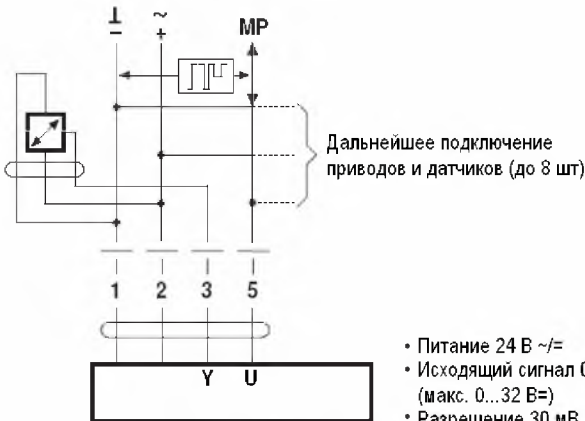 ⊥ ~
– + MP
Дальнейшее подключение
приводов и датчиков (до 8 шт)
1 2 3 5
Y U
• Питание 24 В ~/=
• Исходящий сигнал 0
(макс. 0...32 В=)
• Разрешение 30 мВ